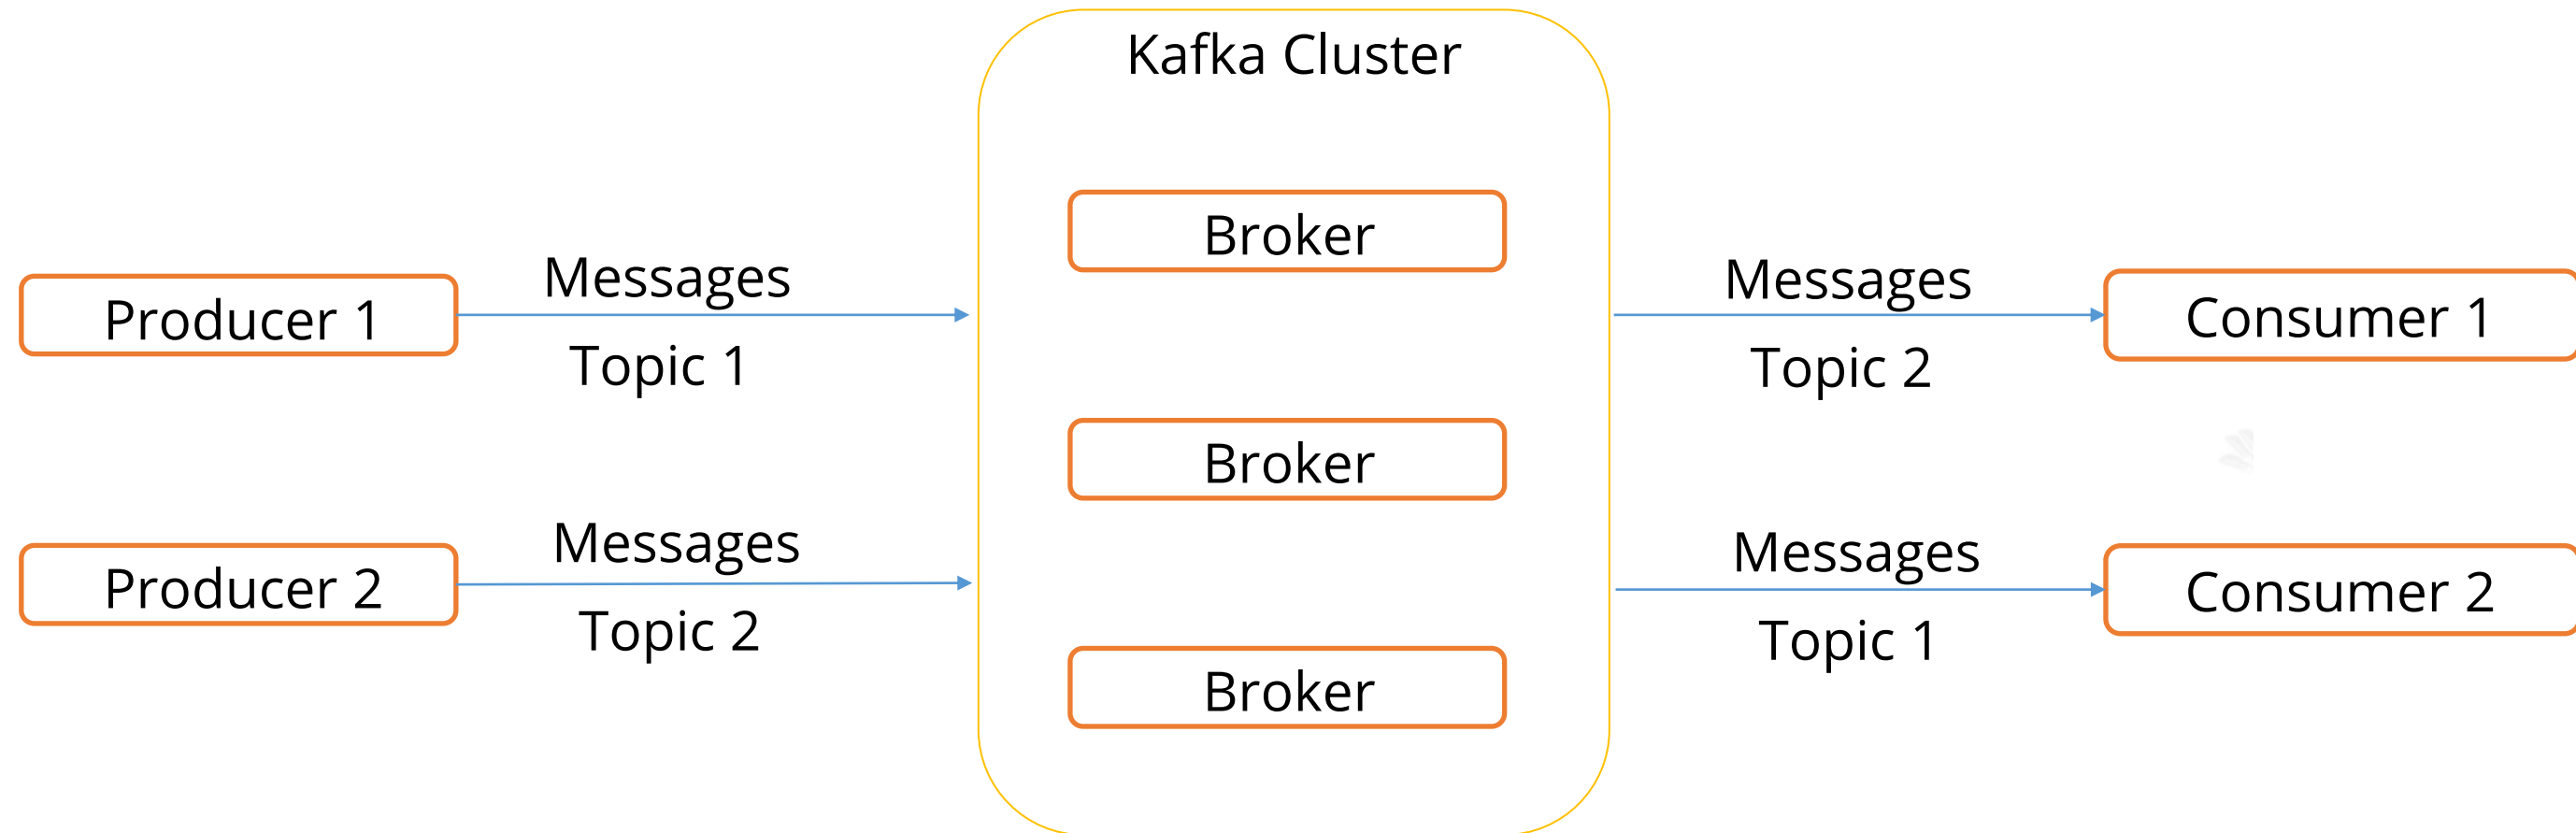 Kafka Cluster
Broker
Messages
Producer 1
Topic 1
Messages
Consumer 1
Topic 2
Broker
Messages
Producer 2
Topic 2
Messages
Consumer 2
Topic 1
Broker